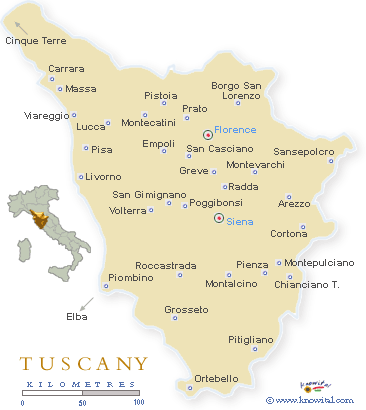 Cinque Terre
Carrara
Massa
Borgo San
Lorenzo
Pistoia
Prato
Viareggio
Lucca
Montecatini
Florence
Empoli
San Casciano
Pisa
Sansepolcro
Greve
Montevarchi
Livorno
Radda
San Gimignano
Arezzo
Volterra
Poggibonsi
Siena
Cortona
Montepulciano
Roccastrada
Pienza
Piombino
Montalcino
Chianciano T.
Elba
Grosseto
Pitigliano
TUSCANY
KILOMETRES
0 50 100
Ortebello
knowital
© www.knowital.com